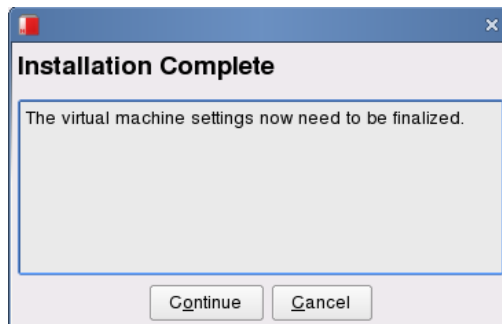 Installation Complete
The virtual machine settings now need to be finalized.
Continue
Cancel